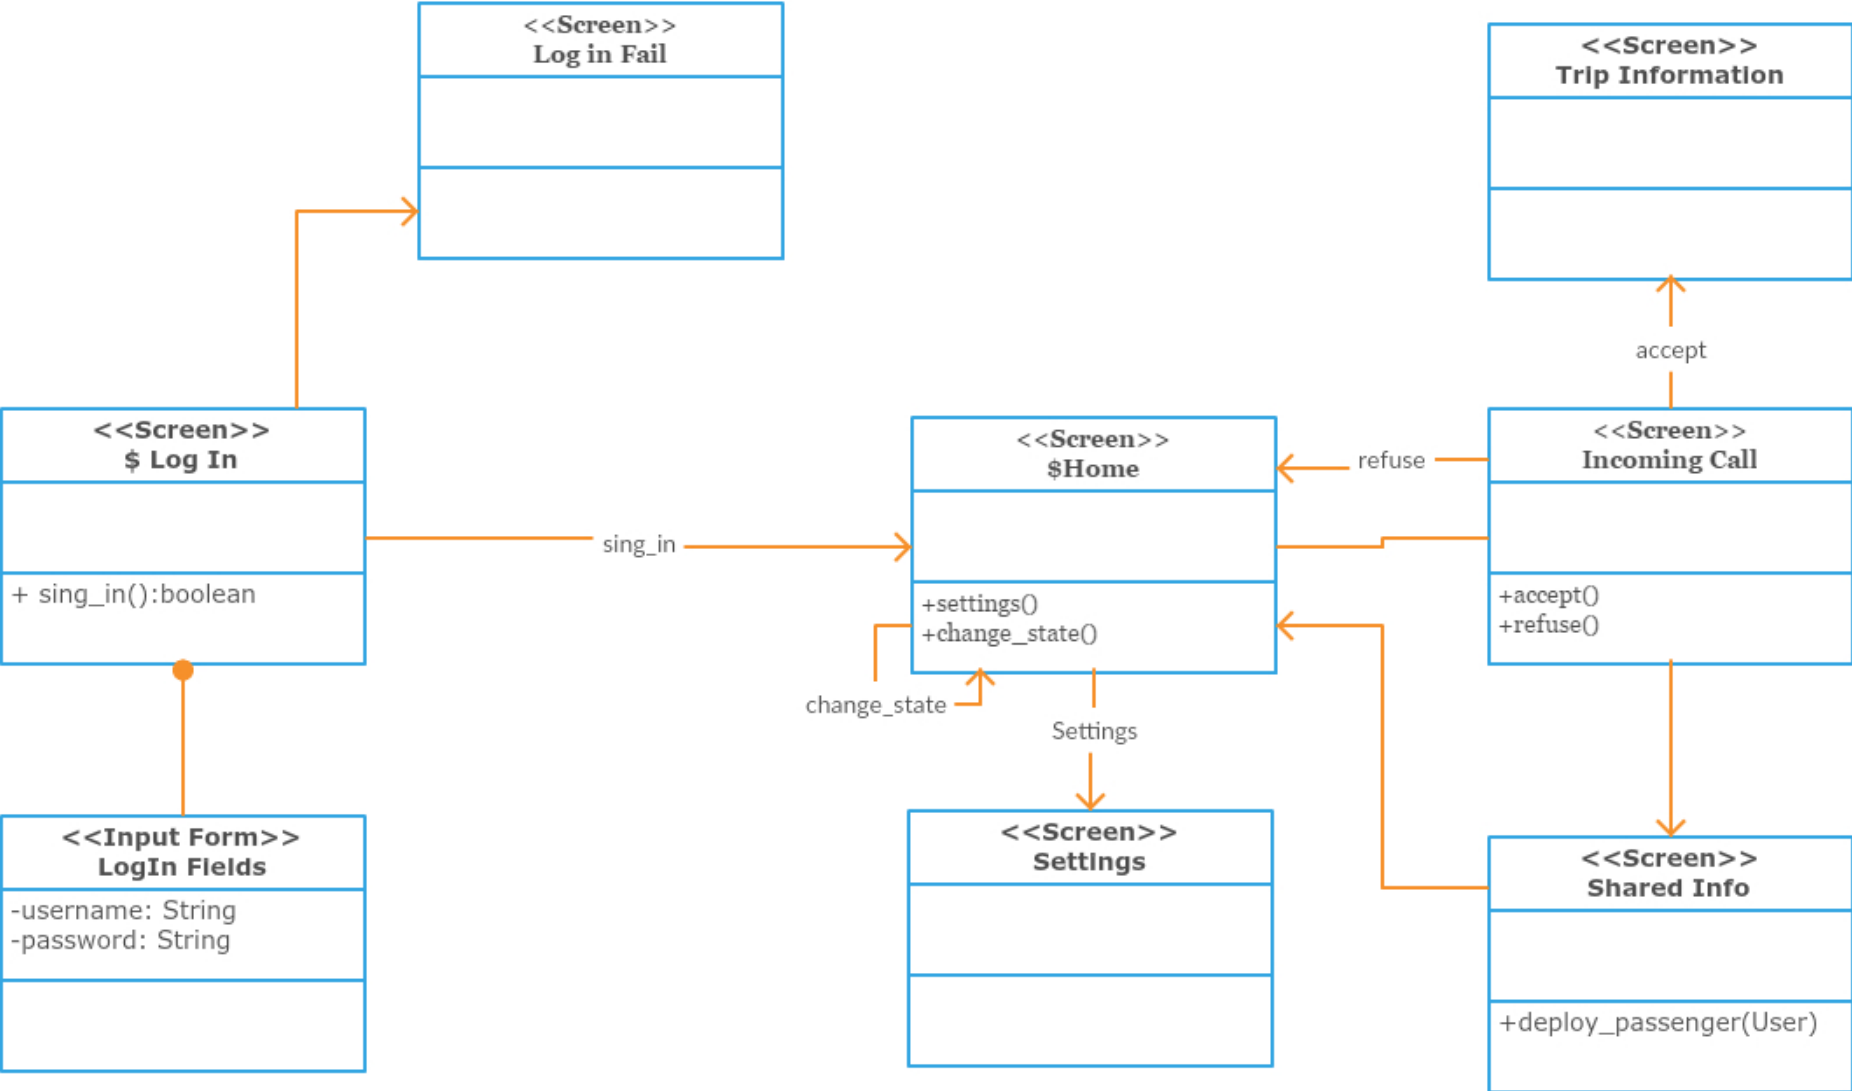 <<Screen>>
Log in Fail
<<Screen>>
Trip Information
accept
<<Screen>>
$ Log In
+ sing_in():boolean
sing_in
<<Screen>>
$Home
+settings()
+change_state()
refuse
<<Screen>>
Incoming Call
+accept()
+refuse()
change_state
Settings
<<Input Form>>
LogIn Fields
-username: String
-password: String
<<Screen>>
Settings
<<Screen>>
Shared Info
+deploy_passenger(User)